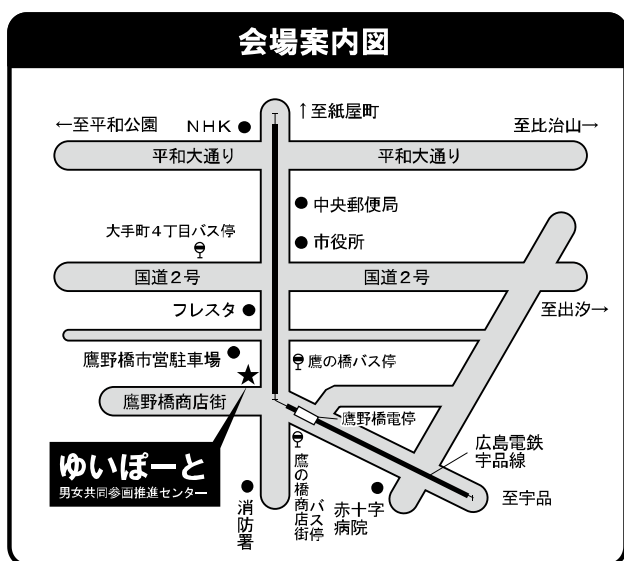 会場案内図
↑至紙屋町
←至平和公園
NHK
至比治山→
平和大通り
平和大通り
中央郵便局
大手町4丁目バス停
市役所
国道2号
国道2号
フレスタ
至出汐→
鷹野橋市営駐車場
鷹の橋バス停
鷹野橋商店街
鷹野橋電停
ゆいぽーと
男女共同参画推進センター
広島電鉄
宇品線
至宇品
消防署
鷹の橋商店街
バス停
赤十字
病院